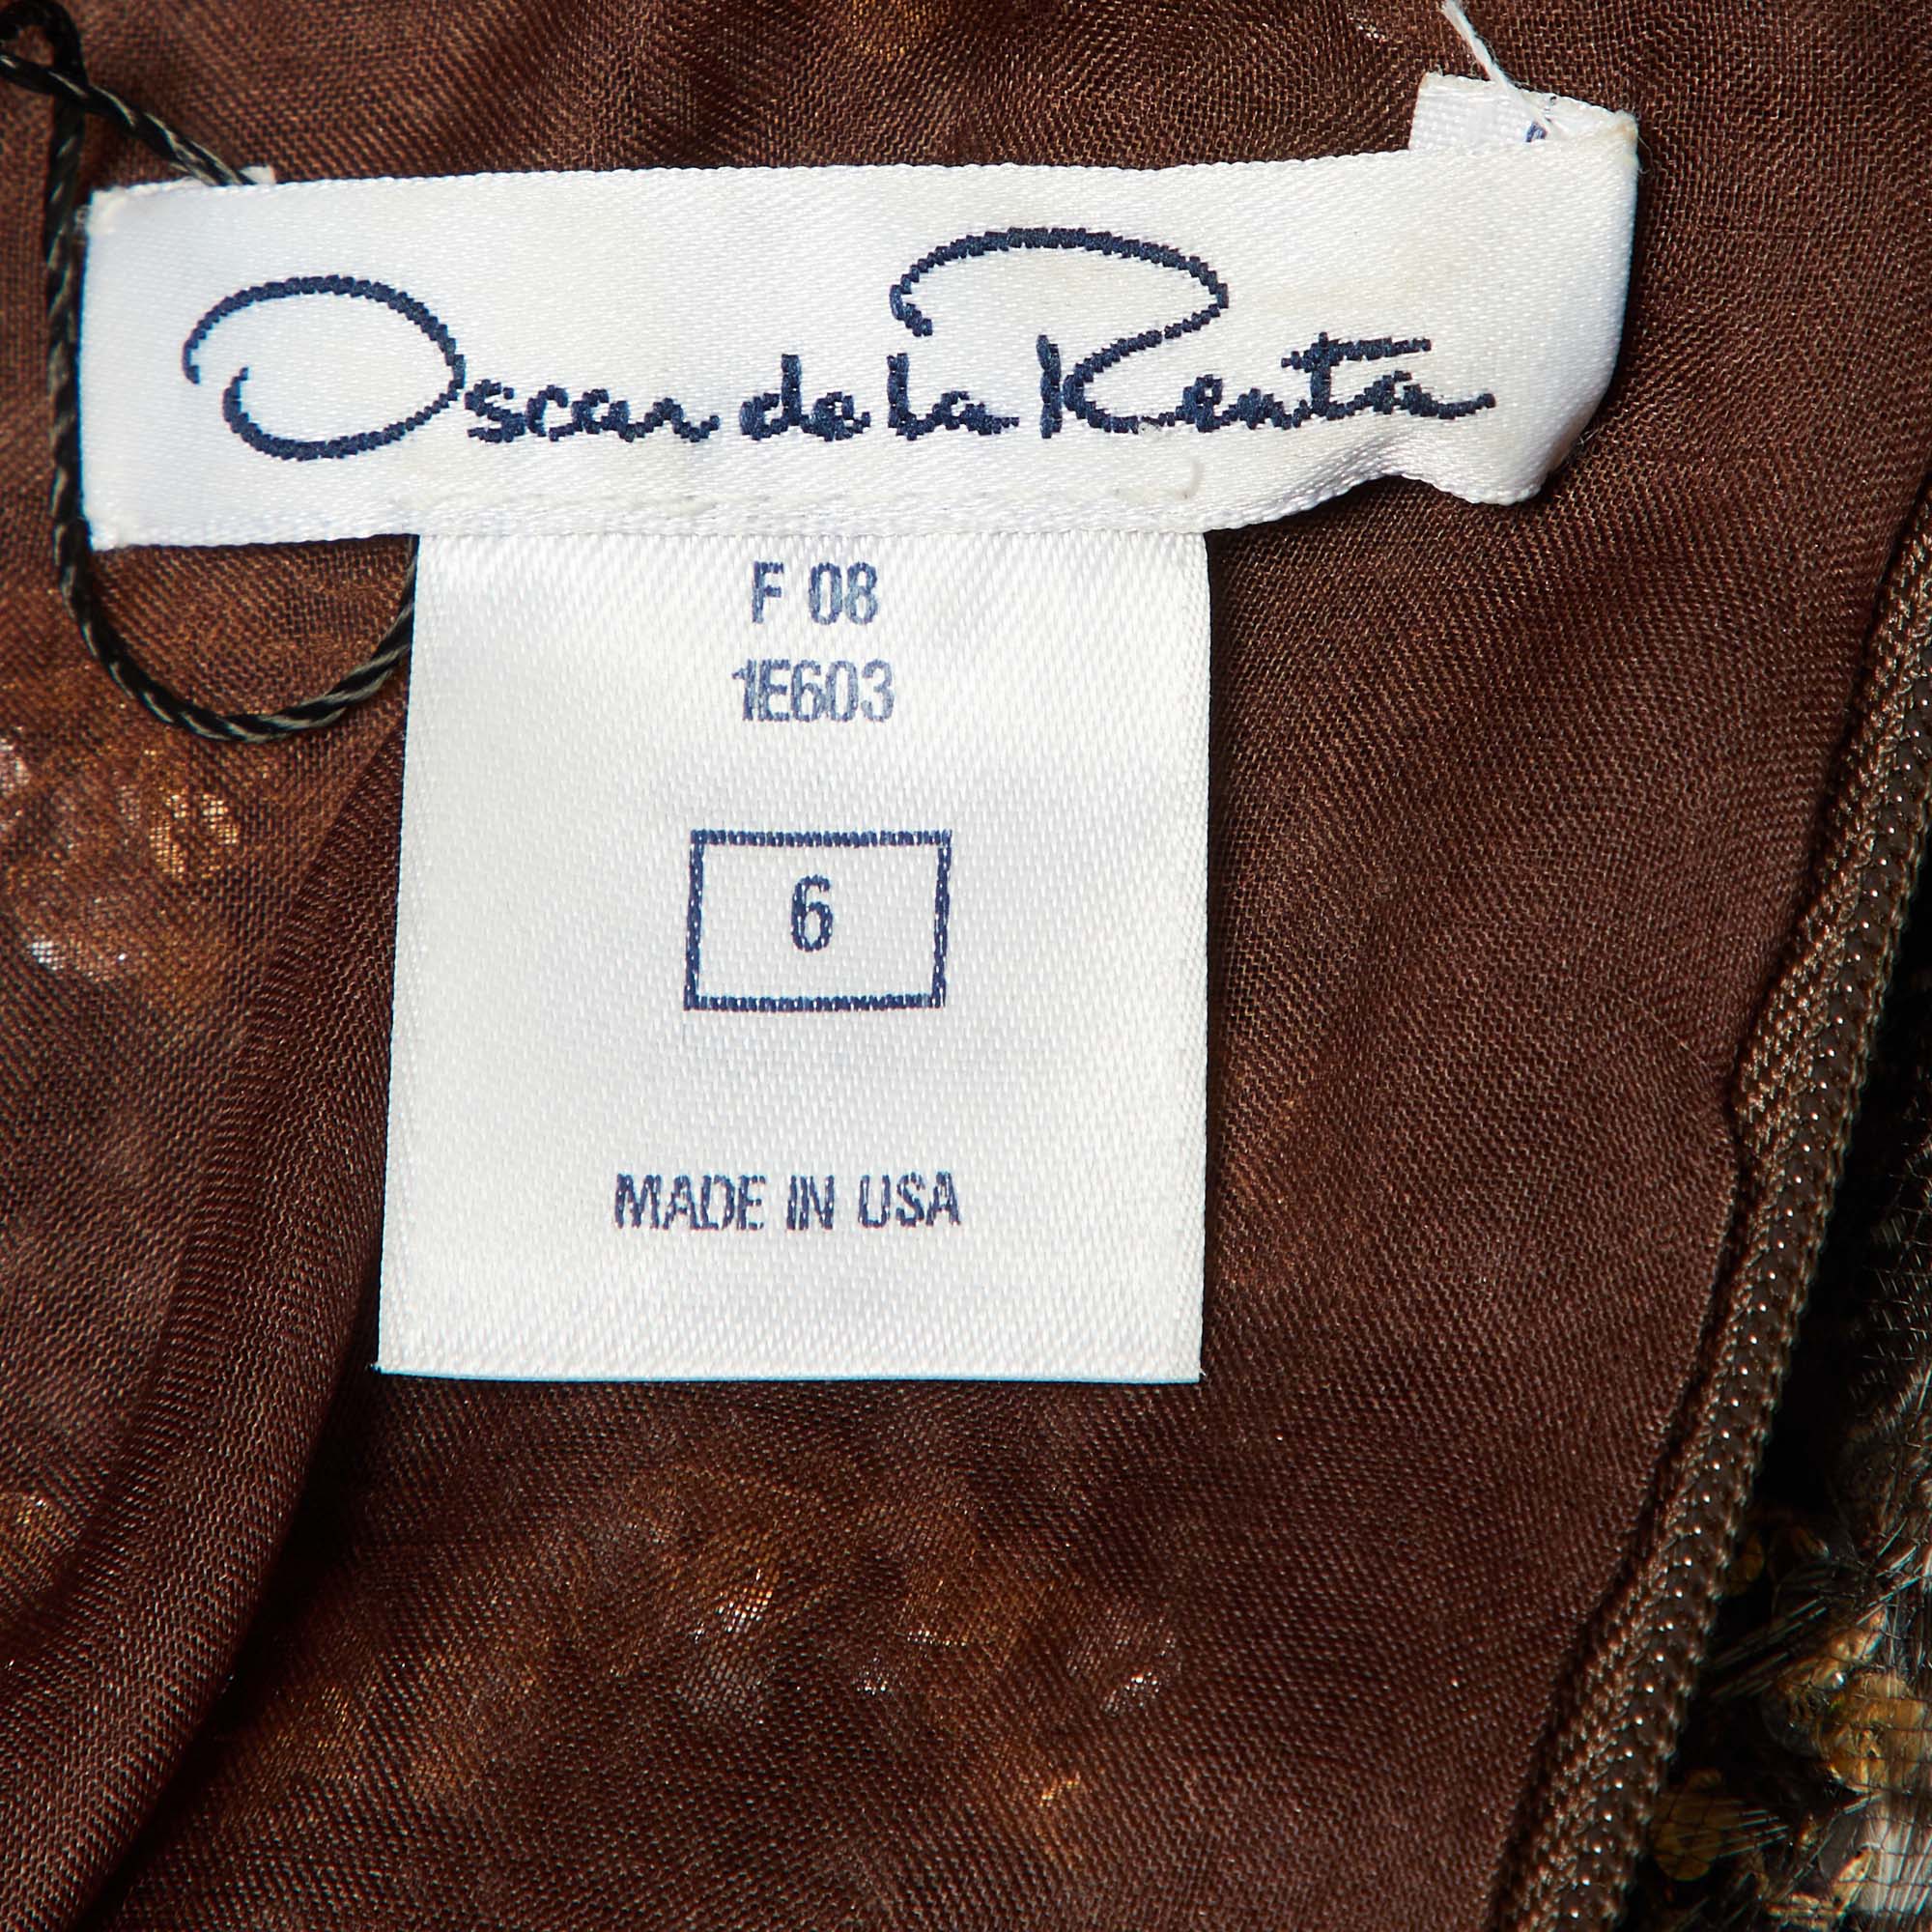 Oscar de la Renta
F 08
1E603
6
MADE IN USA